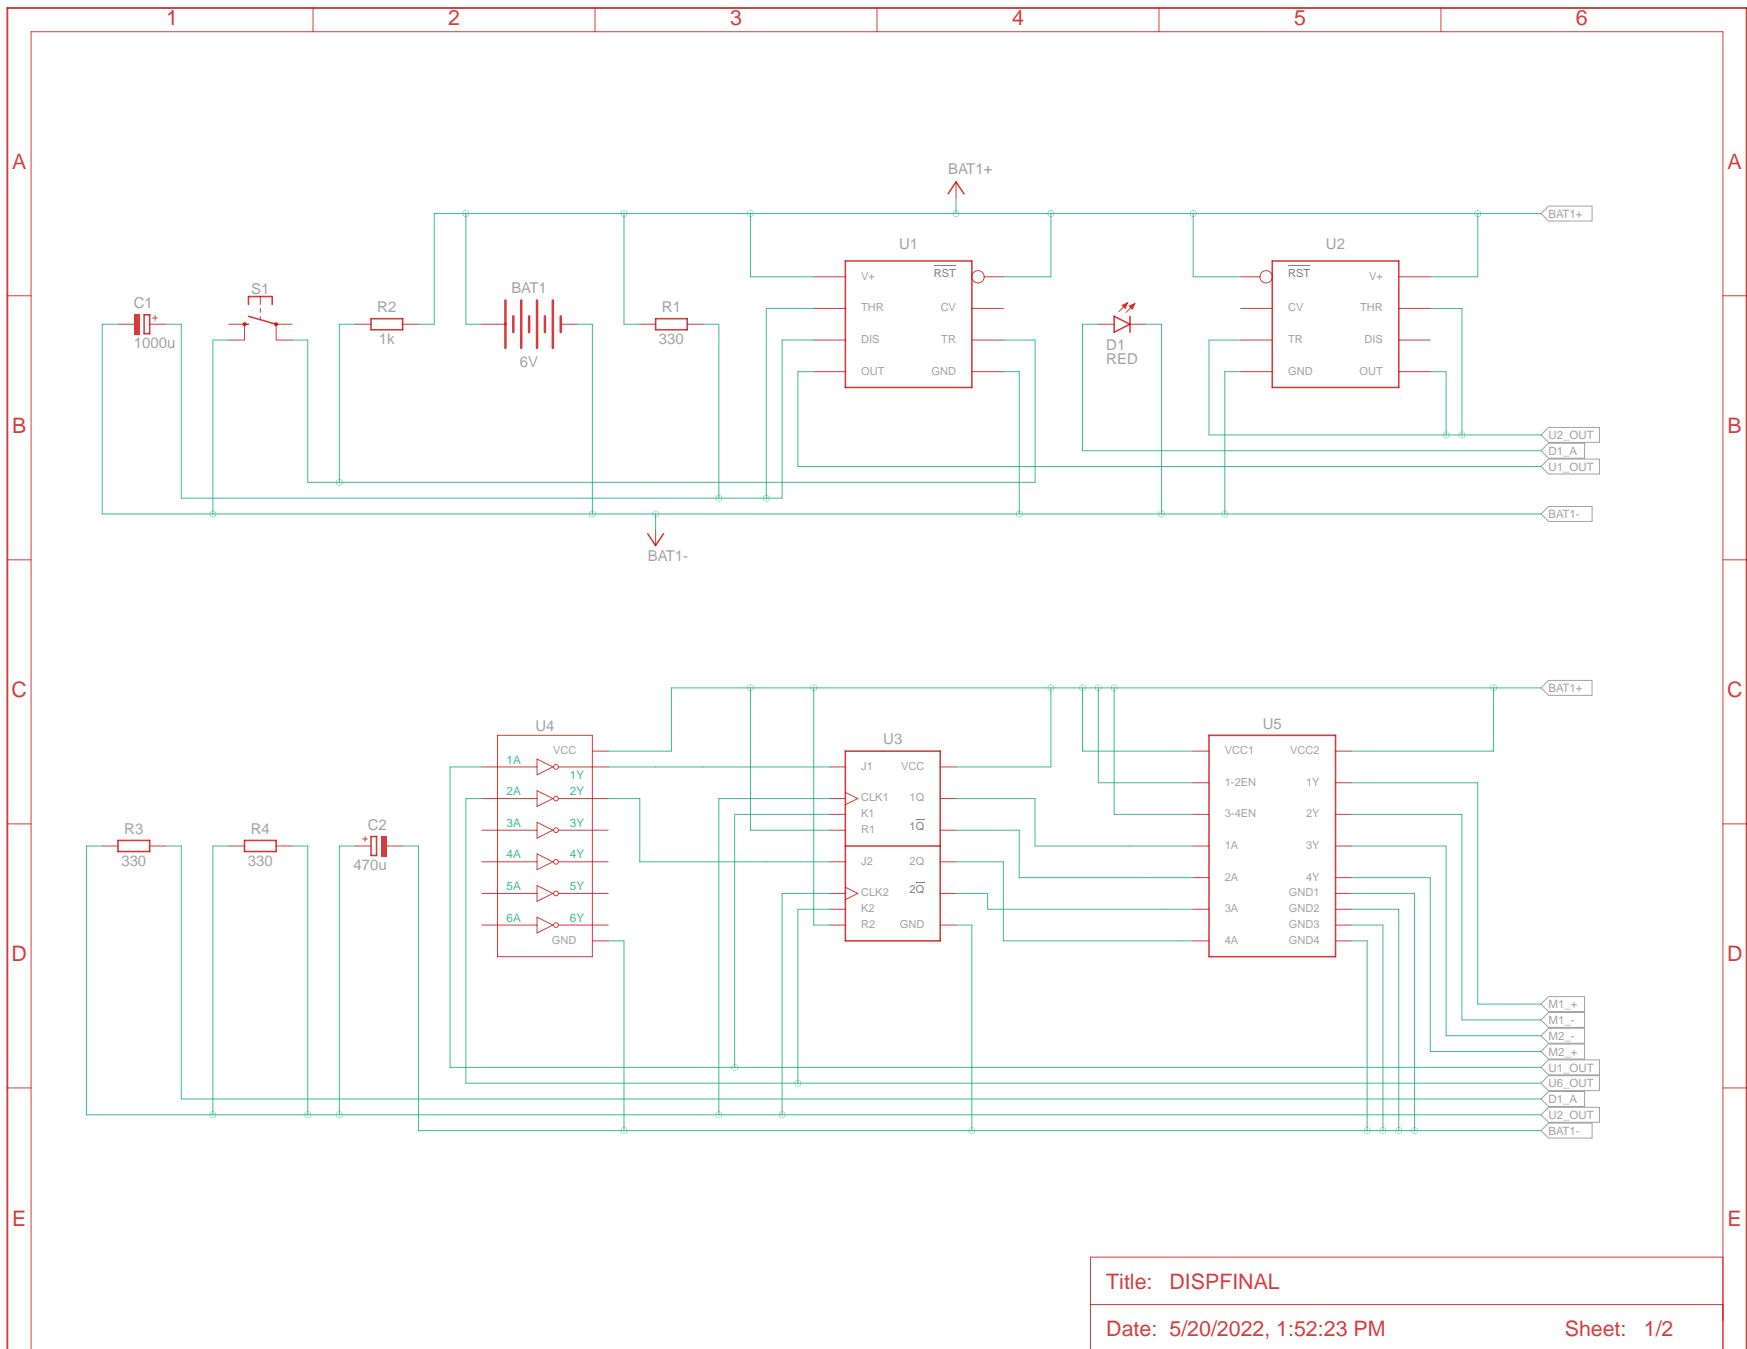 1 2 3 4 5 6
A A
BAT1+
BAT1+
U1 U2
V+ RST RST V+
C1 S1 R2 BAT1 R1 THR CV CV THR
1000u 1k 6V 330 DIS TR D1 TR DIS
RED
OUT GND GND OUT
B B
U2_OUT
D1_A
U1_OUT
BAT1-
BAT1-
C C
BAT1+
U4 U3 U5
VCC
1A 1Y
2A 2Y
3A 3Y
4A 4Y
5A 5Y
6A 6Y
GND
J1 VCC
CLK1 1Q
K1
R1 1Q
J2 2Q
CLK2 2Q
K2
R2 GND
VCC1 VCC2
1-2EN 1Y
3-4EN 2Y
1A 3Y
2A 4Y
GND1
3A GND2
GND3
4A GND4
R3 R4 C2
330 330 470u
D D
M1_+
M1_-
M2_-
M2_+
U1_OUT
U6_OUT
D1_A
U2_OUT
BAT1-
E E
Title: DISPFINAL
Date: 5/20/2022, 1:52:23 PM Sheet: 1/2